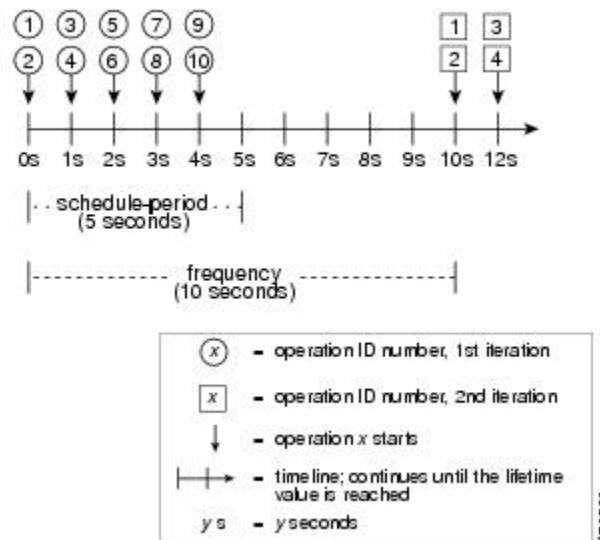 1 3 5 7 9 1 3
2 4 6 8 10 2 4
0s 1s 2s 3s 4s 5s 6s 7s 8s 9s 10s 12s
schedule-period
(5 seconds)
frequency
(10 seconds)
x - operation ID number, 1st iteration
x - operation ID number, 2nd iteration
- operation x starts
- timeline; continues until the lifetime
value is reached
y s - y seconds